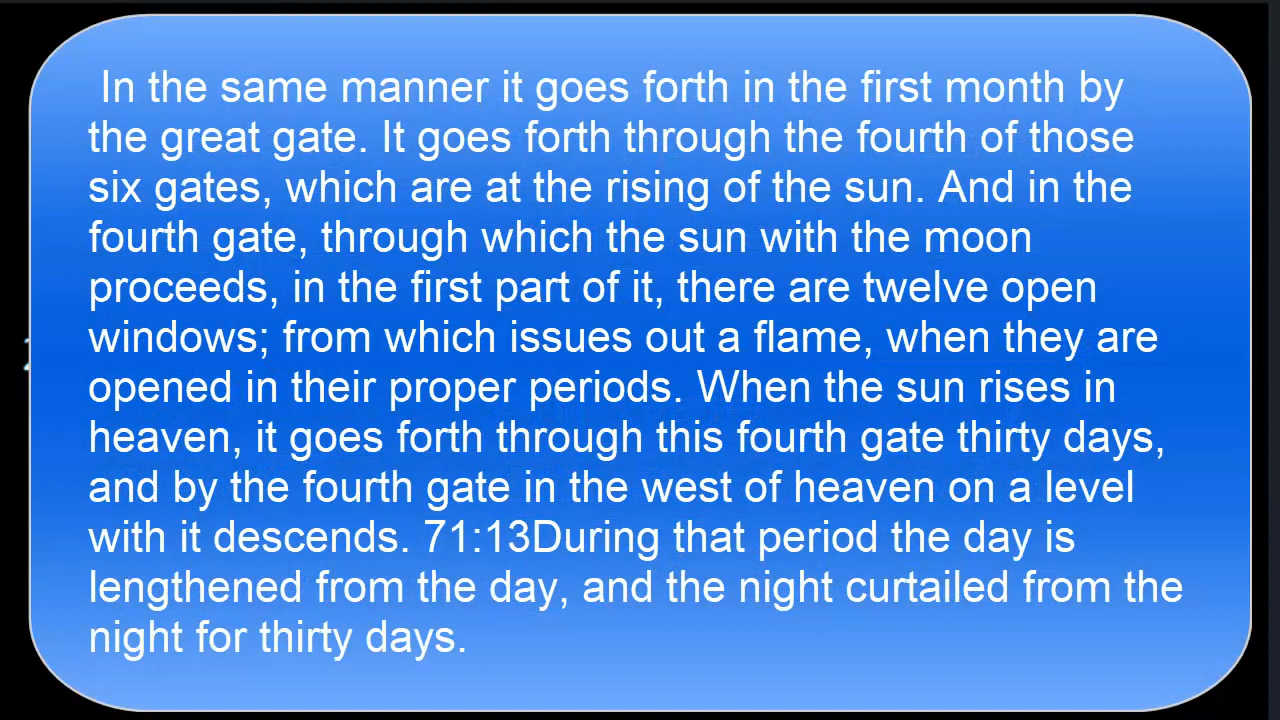 In the same manner it goes forth in the first month by
the great gate. It goes forth through the fourth of those
six gates, which are at the rising of the sun. And in the
fourth gate, through which the sun with the moon
proceeds, in the first part of it, there are twelve open
windows; from which issues out a flame, when they are
opened in their proper periods. When the sun rises in
heaven, it goes forth through this fourth gate thirty days,
and by the fourth gate in the west of heaven on a level
with it descends. 71:13During that period the day is
lengthened from the day, and the night curtailed from the
night for thirty days.